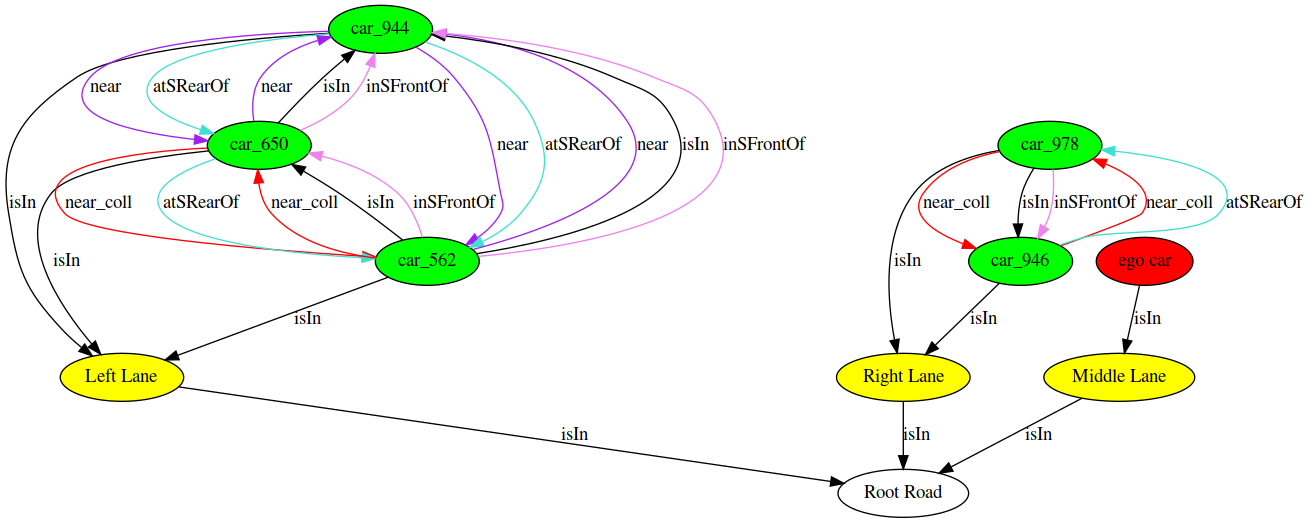 car_944
near
atSRearOf
near
isIn
inSFrontOf
car_650
near
atSRearOf
near
isIn
inSFrontOf
car_978
isIn
near_coll
atSRearOf
near_coll
isIn
inSFrontOf
near_coll
isIn
inSFrontOf
near_coll
atSRearOf
isIn
car_562
isIn
car_946
ego car
isIn
isIn
isIn
Left Lane
Right Lane
Middle Lane
isIn
isIn
isIn
Root Road